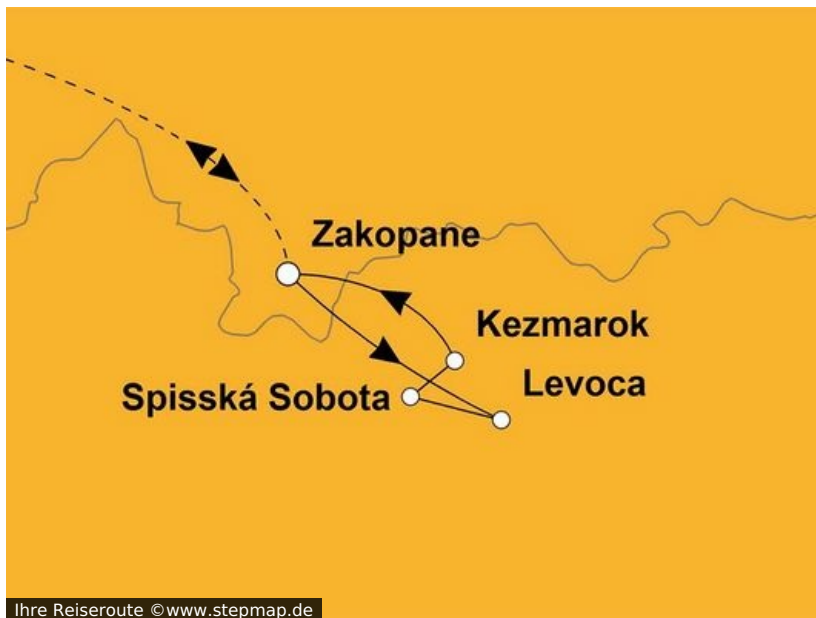 Zakopane
Kezmarok
Levoca
Spisská Sobota
Ihre Reiseroute ©www.stepmap.de